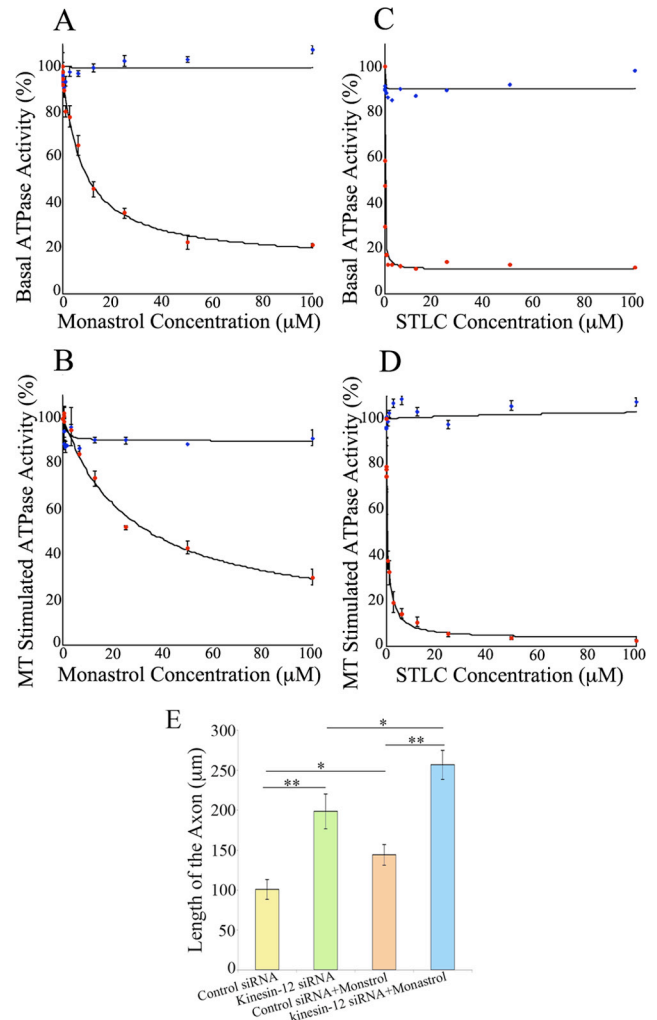 A
Basal ATPase Activity (%)
100
80
60
40
20
0
0 20 40 60 80 100
Monastrol Concentration (µM)
C
Basal ATPase Activity (%)
100
80
60
40
20
0
0 20 40 60 80 100
STLC Concentration (µM)
B
MT Stimulated ATPase Activity (%)
100
80
60
40
20
0
0 20 40 60 80 100
Monastrol Concentration (µM)
D
MT Stimulated ATPase Activity (%)
100
80
60
40
20
0
0 20 40 60 80 100
STLC Concentration (µM)
E
Length of the Axon (µm)
300
250
200
150
100
50
0
*
*
**
**
Control siRNA
Kinesin-12 siRNA
Control siRNA+Monstrol
kinesin-12 siRNA+Monastrol